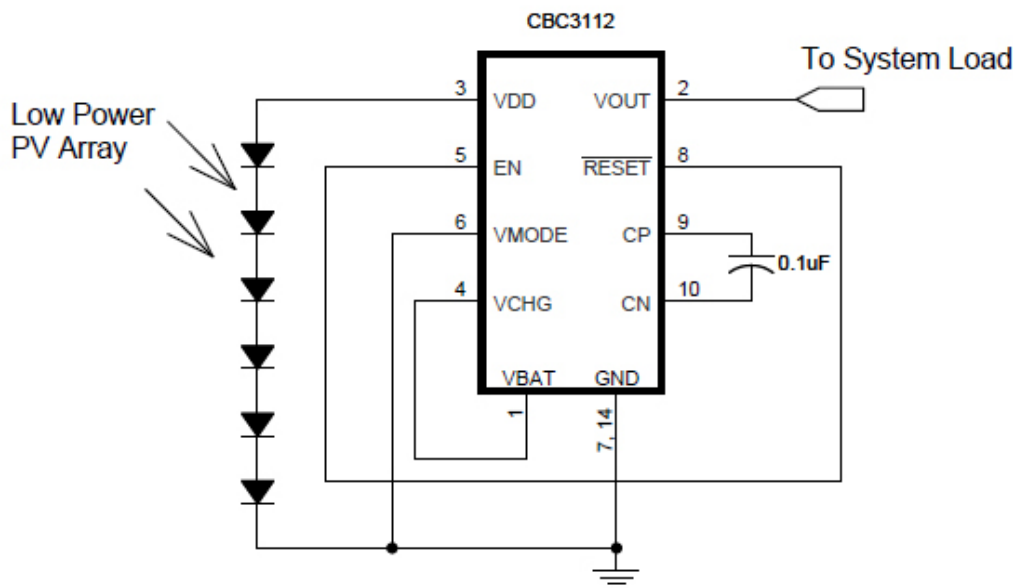 CBC3112
To System Load
Low Power
PV Array
3 VDD VOUT 2
5 EN RESET 8
6 VMODE CP 9
0.1uF
4 VCHG CN 10
VBAT GND
1 7, 14